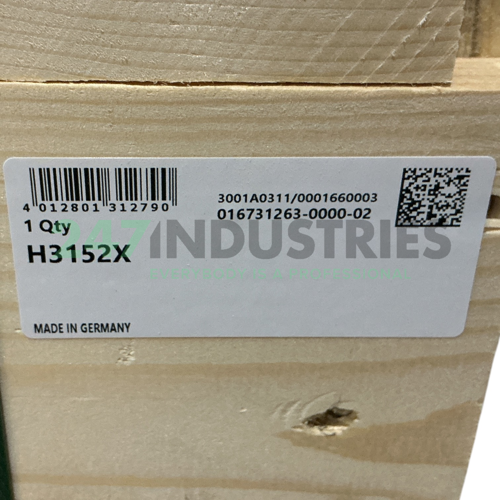 4 012801 312790
3001A0311/0001660003
016731263-0000-02
1 Qty
247INDUSTRIES
H3152X
MADE IN GERMANY